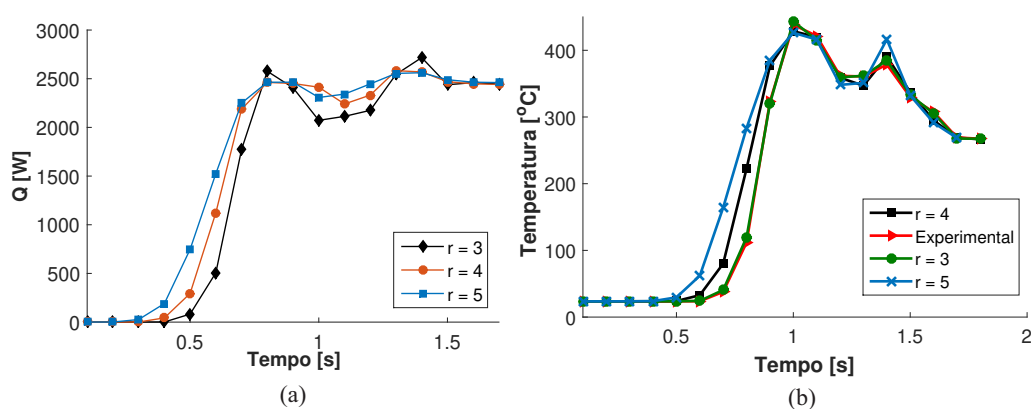 3000
2500
2000
1500
1000
500
0
Q [W]
0.5
1
1.5
Tempo [s]
r = 3
r = 4
r = 5
(a)
400
300
200
100
0
Temperatura [°C]
0.5
1
1.5
2
Tempo [s]
r = 4
Experimental
r = 3
r = 5
(b)